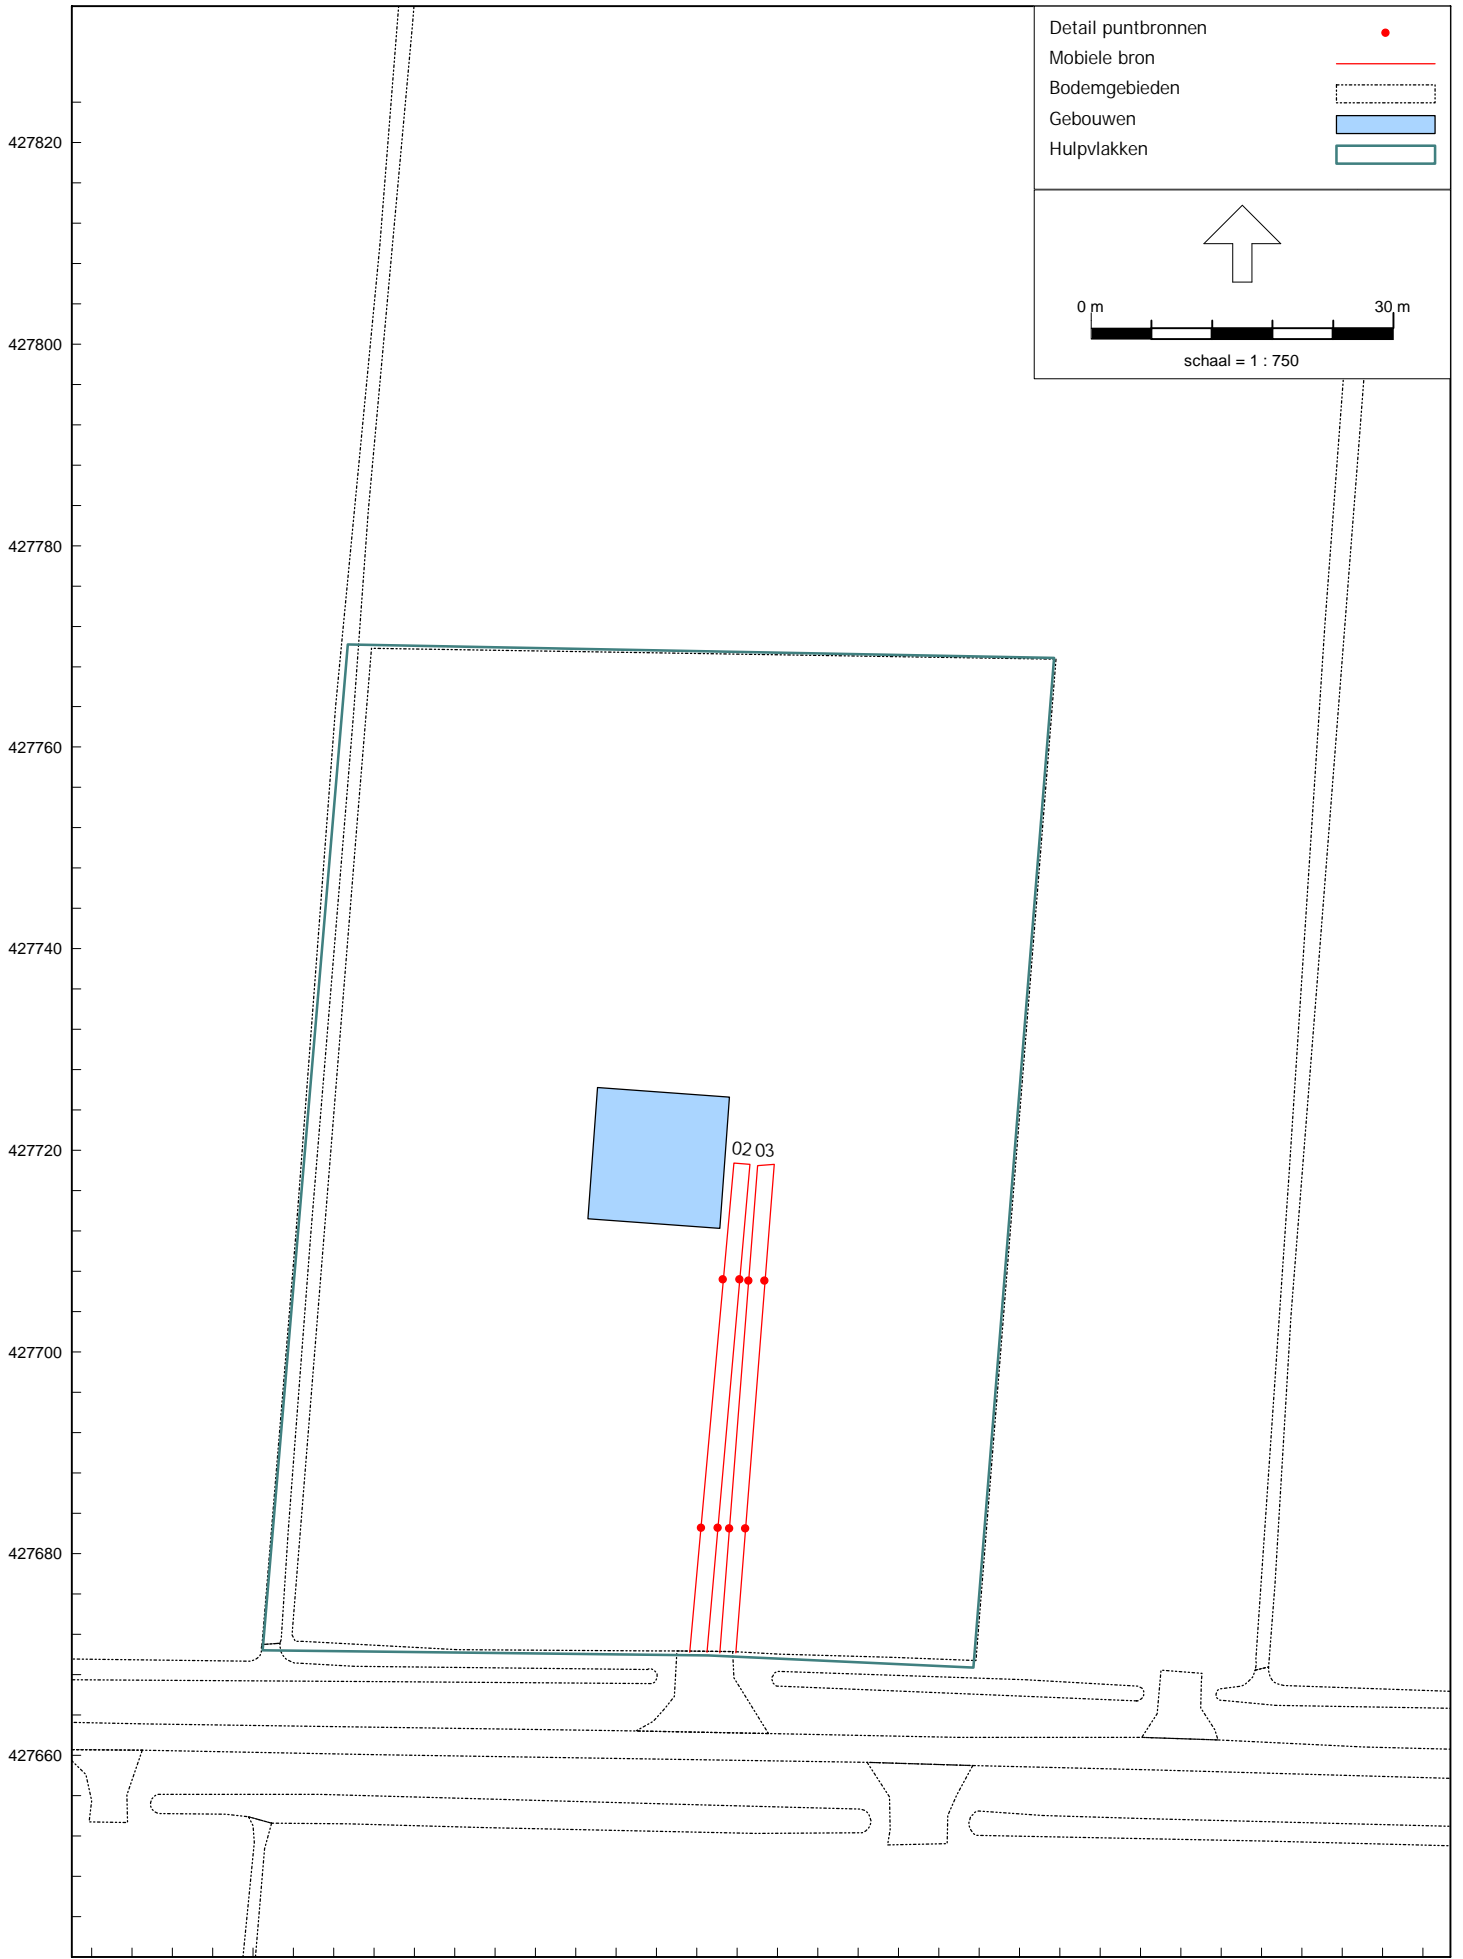 Detail puntbronnen
Mobiele bron
Bodemgebieden
Gebouwen
Hulpvlakken
0 m 30 m
schaal = 1 : 750
427820
427800
427780
427760
427740
427720
02 03
427700
427680
427660